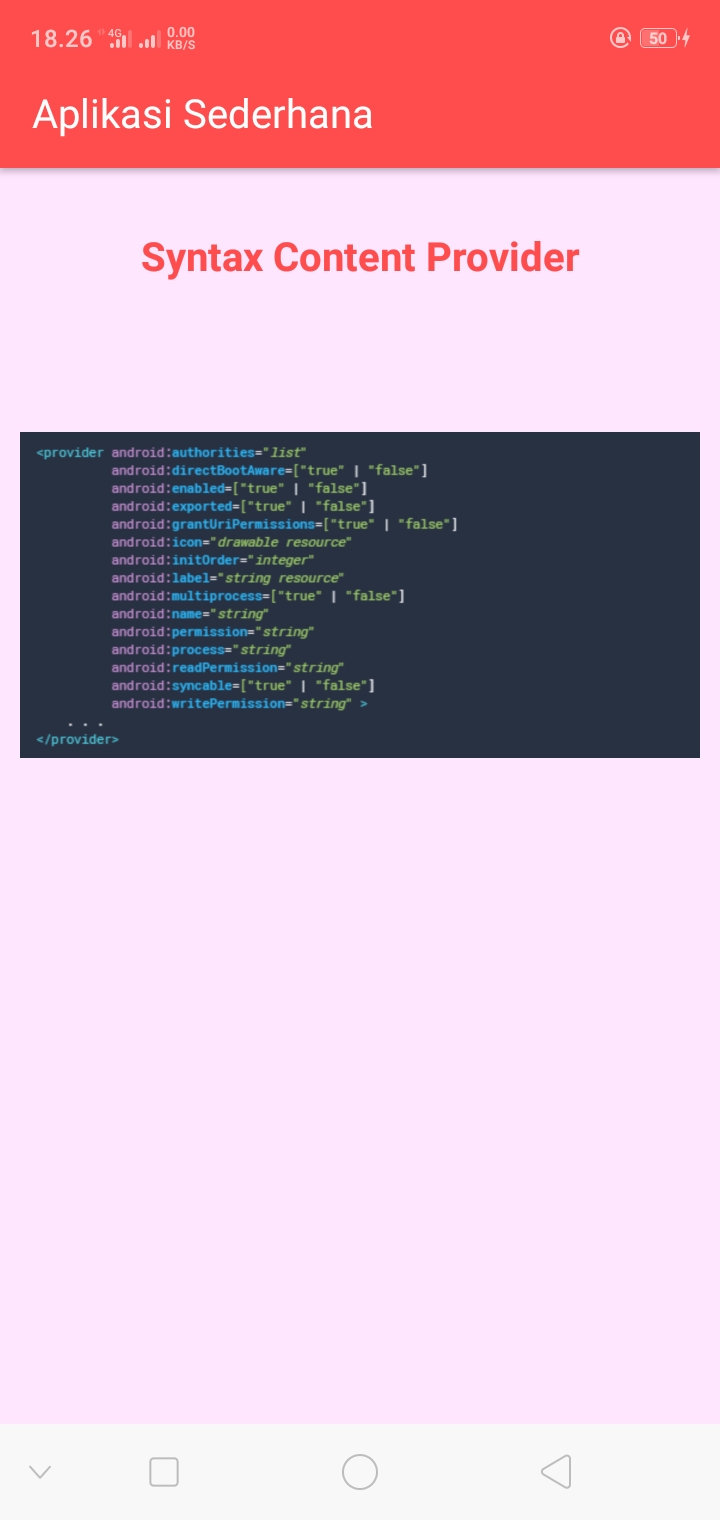 18.26 4G 0.00 KB/S 50
Aplikasi Sederhana
Syntax Content Provider
<provider android:authorities="list"
android:directBootAware=["true" | "false"]
android:enabled=["true" | "false"]
android:exported=["true" | "false"]
android:grantUriPermissions=["true" | "false"]
android:icon="drawable resource"
android:initOrder="integer"
android:label="string resource"
android:multiprocess=["true" | "false"]
android:name="string"
android:permission="string"
android:process="string"
android:readPermission="string"
android:syncable=["true" | "false"]
android:writePermission="string" >
. . .
</provider>